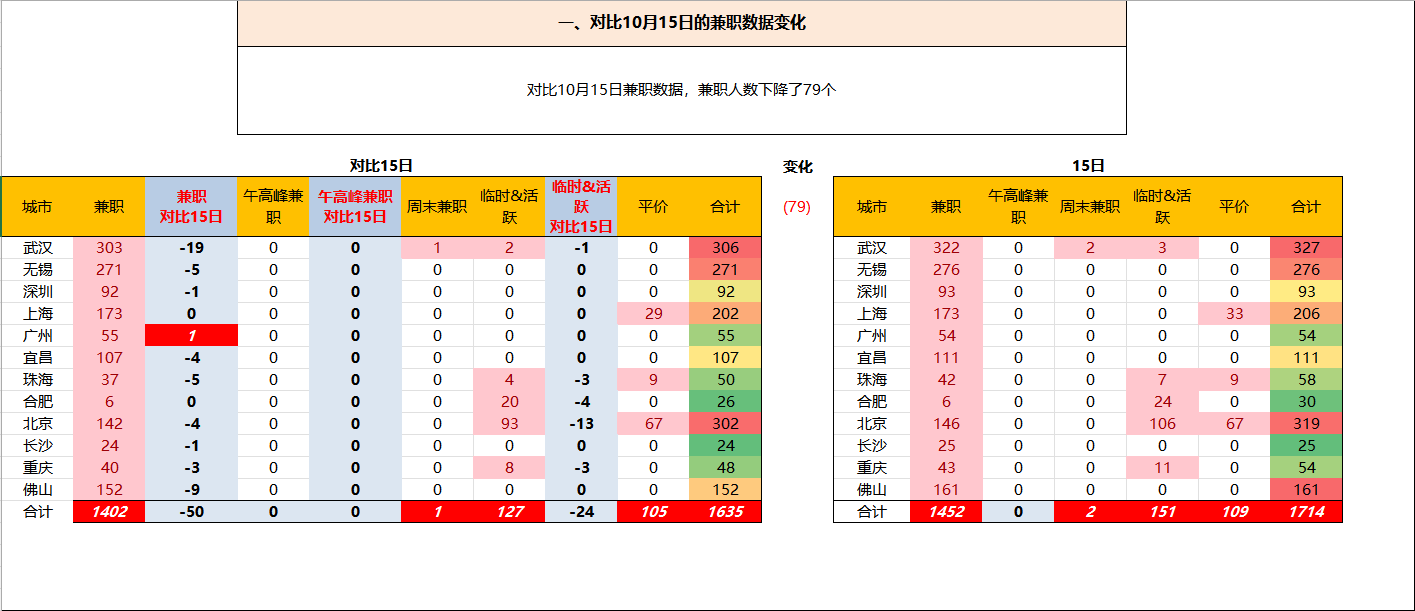 一、对比10月15日的兼职数据变化
对比10月15日兼职数据，兼职人数下降了79个
对比15日 变化 15日
城市 兼职 兼职 对比15日 午高峰兼职 午高峰兼职 对比15日 周末兼职 临时&活跃 临时&活跃 对比15日 平价 合计 (79) 城市 兼职 午高峰兼职 周末兼职 临时&活跃 平价 合计
武汉 303 -19 0 0 1 2 -1 0 306 武汉 322 0 2 3 0 327
无锡 271 -5 0 0 0 0 0 0 271 无锡 276 0 0 0 0 276
深圳 92 -1 0 0 0 0 0 0 92 深圳 93 0 0 0 0 93
上海 173 0 0 0 0 0 0 29 202 上海 173 0 0 0 33 206
广州 55 1 0 0 0 0 0 0 55 广州 54 0 0 0 0 54
宜昌 107 -4 0 0 0 0 0 0 107 宜昌 111 0 0 0 0 111
珠海 37 -5 0 0 0 4 -3 9 50 珠海 42 0 0 7 9 58
合肥 6 0 0 0 0 20 -4 0 26 合肥 6 0 0 24 0 30
北京 142 -4 0 0 0 93 -13 67 302 北京 146 0 0 106 67 319
长沙 24 -1 0 0 0 0 0 0 24 长沙 25 0 0 0 0 25
重庆 40 -3 0 0 0 8 -3 0 48 重庆 43 0 0 11 0 54
佛山 152 -9 0 0 0 0 0 0 152 佛山 161 0 0 0 0 161
合计 1402 -50 0 0 1 127 -24 105 1635 合计 1452 0 2 151 109 1714